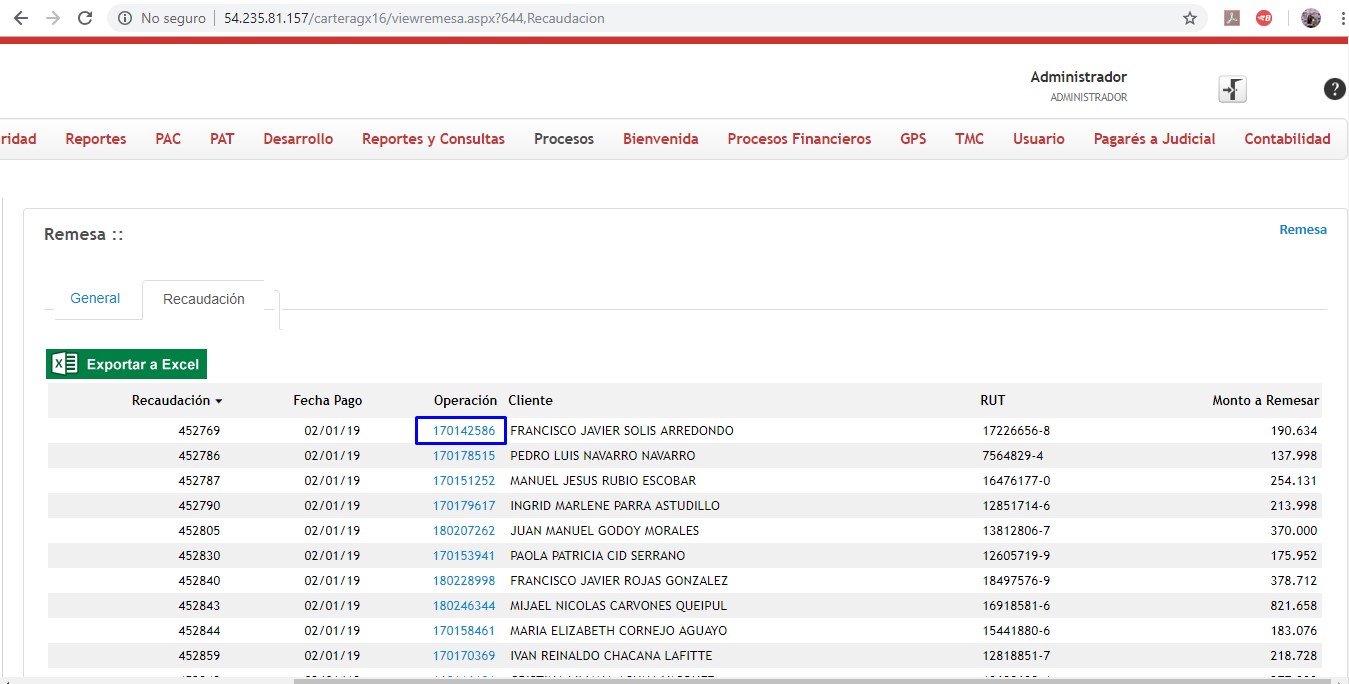 No seguro | 54.235.81.157/carteragx16/viewremesa.aspx?644,Recaudacion
Administrador
ADMINISTRADOR
?
ridad Reportes PAC PAT Desarrollo Reportes y Consultas Procesos Bienvenida Procesos Financieros GPS TMC Usuario Pagarés a Judicial Contabilidad
Remesa :: Remesa
General Recaudación
Exportar a Excel
Recaudación Fecha Pago Operación Cliente RUT Monto a Remesar
452769 02/01/19 170142586 FRANCISCO JAVIER SOLIS ARREDONDO 17226656-8 190.634
452786 02/01/19 170178515 PEDRO LUIS NAVARRO NAVARRO 7564829-4 137.998
452787 02/01/19 170151252 MANUEL JESUS RUBIO ESCOBAR 16476177-0 254.131
452790 02/01/19 170179617 INGRID MARLENE PARRA ASTUDILLO 12851714-6 213.998
452805 02/01/19 180207262 JUAN MANUEL GODOY MORALES 13812806-7 370.000
452830 02/01/19 170153941 PAOLA PATRICIA CID SERRANO 12605719-9 175.952
452840 02/01/19 180228998 FRANCISCO JAVIER ROJAS GONZALEZ 18497576-9 378.712
452843 02/01/19 180246344 MIJAEL NICOLAS CARVONES QUEIPUL 16918581-6 821.658
452844 02/01/19 170158461 MARIA ELIZABETH CORNEJO AGUAYO 15441880-6 183.076
452859 02/01/19 170170369 IVAN REINALDO CHACANA LAFITTE 12818851-7 218.728